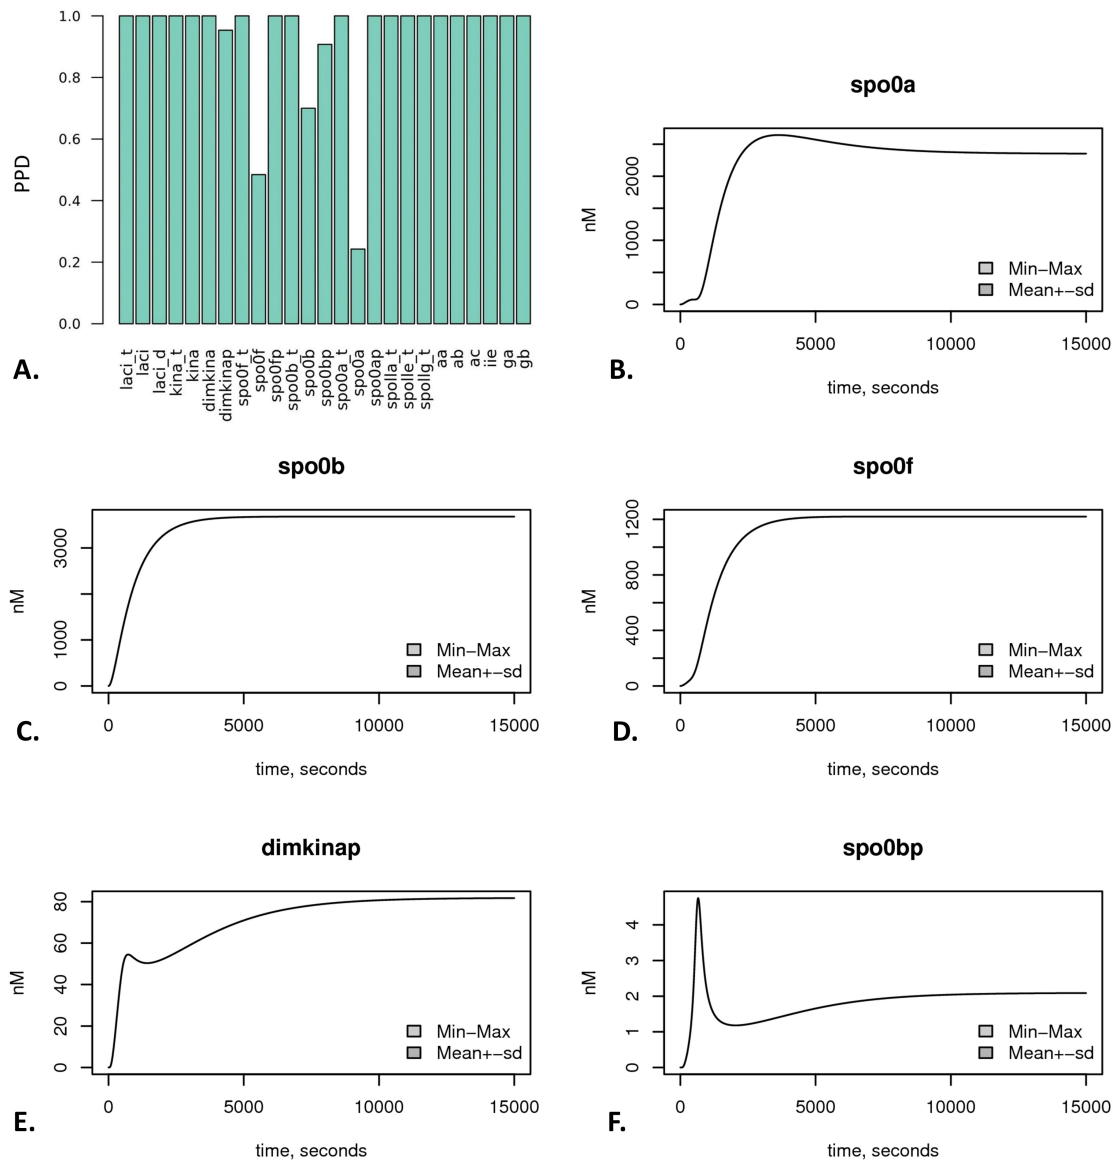 1.0
0.8
0.6
0.4
0.2
0.0
PPD
laci_t
laci
laci_d
kina_t
kina
dimkina
dimkinap
spo0f_t
spo0f
spo0fp
spo0b_t
spo0b
spo0bp
spo0a_t
spo0a
spo0ap
spolla_t
spolle_t
spollg_t
aa
ab
ac
iie
ga
gb
A.
spo0a
2000
1000
0
nM
Min−Max
Mean+−sd
0 5000 10000 15000
time, seconds
B.
spo0b
3000
1000
0
nM
Min−Max
Mean+−sd
0 5000 10000 15000
time, seconds
C.
spo0f
1200
800
400
0
nM
Min−Max
Mean+−sd
0 5000 10000 15000
time, seconds
D.
dimkinap
80
60
40
20
0
nM
Min−Max
Mean+−sd
0 5000 10000 15000
time, seconds
E.
spo0bp
4
3
2
1
0
nM
Min−Max
Mean+−sd
0 5000 10000 15000
time, seconds
F.